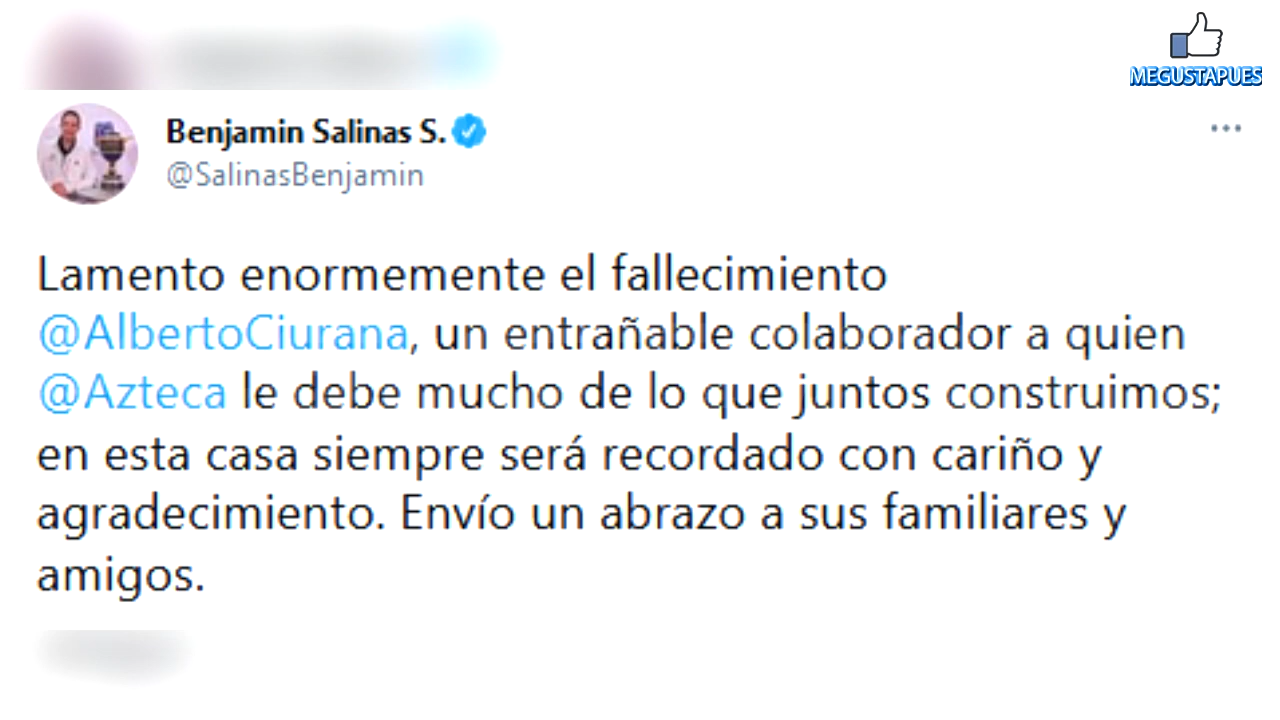 MEGUSTAPUES
Benjamin Salinas S.
@SalinasBenjamin
Lamento enormemente el fallecimiento
@AlbertoCiurana, un entrañable colaborador a quien
@Azteca le debe mucho de lo que juntos construimos;
en esta casa siempre será recordado con cariño y
agradecimiento. Envío un abrazo a sus familiares y
amigos.